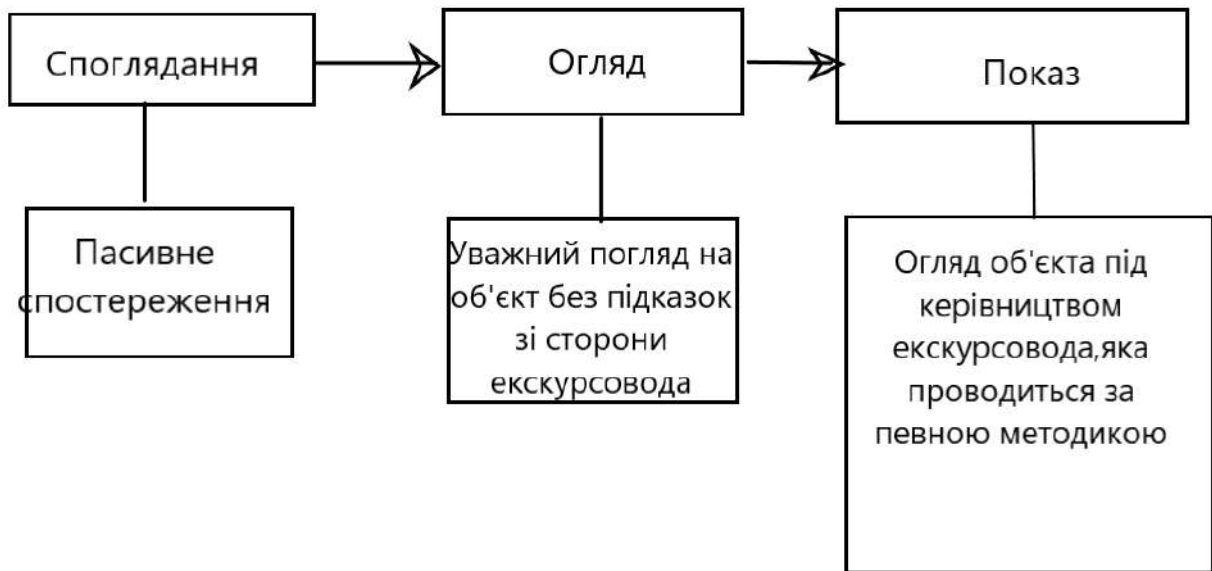 Споглядання
Огляд
Показ
Пасивне
спостереження
Уважний погляд на
об'єкт без підказок
зі сторони
екскурсовода
Огляд об'єкта під
керівництвом
екскурсовода,яка
проводиться за
певною методикою